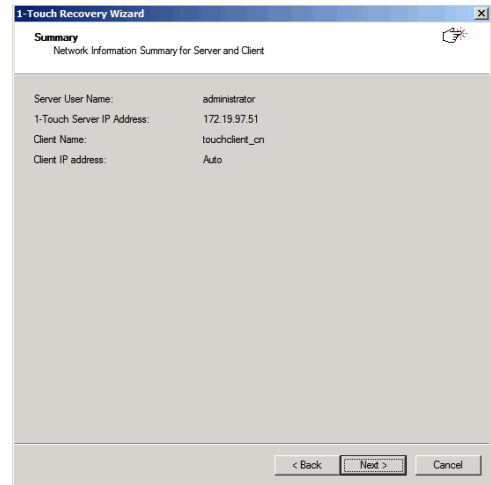 1-Touch Recovery Wizard
Summary
Network Information Summary for Server and Client
Server User Name: administrator
1-Touch Server IP Address: 172.19.97.51
Client Name: touchclient_cn
Client IP address: Auto
< Back Next > Cancel